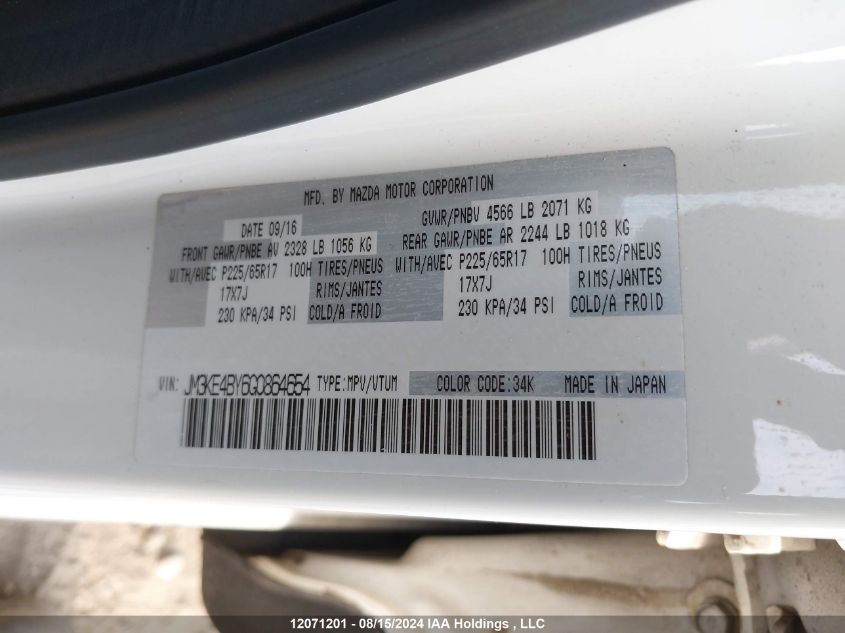 MFD. BY MAZDA MOTOR CORPORATION
DATE 09/16 GVWR/PNBV 4566 LB 2071 KG
FRONT GAWR/PNBE AV 2328 LB 1056 KG REAR GAWR/PNBE AR 2244 LB 1018 KG
WITH/AVEC P225/65R17 100H TIRES/PNEUS WITH/AVEC P225/65R17 100H TIRES/PNEUS
17X7J RIMS/JANTES 17X7J RIMS/JANTES
230 KPA/34 PSI COLD/A FROID 230 KPA/34 PSI COLD/A FROID
VIN: JM3KE4BY6G0864654 TYPE:MPV/VTUM COLOR CODE:34K MADE IN JAPAN
12071201 - 08/15/2024 IAA Holdings , LLC